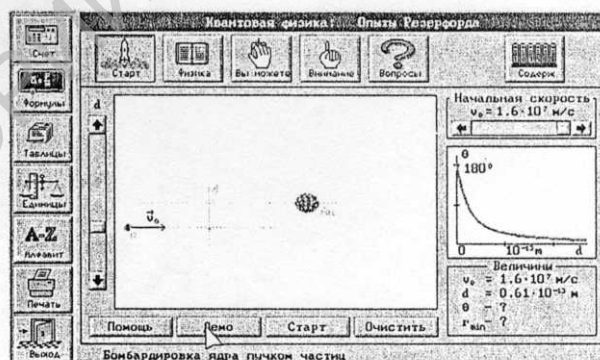 Квантовая физика: Опыты Резерфорда
Счет
Старт
Физика
Вы можете
Внимание
Вопросы
Содерж
Формулы
Таблицы
Единицы
A-Z
Алфавит
Печать
Выход
d
v₀
Начальная скорость
v₀ = 1.6·10⁷ м/с
θ
180°
0 10⁻¹³ м d
Величины
v₀ = 1.6·10⁷ м/с
d = 0.61·10⁻¹³ м
θ - ?
r min - ?
Помощь
Демо
Старт
Очистить
Бомбардировка ядра пучком частиц